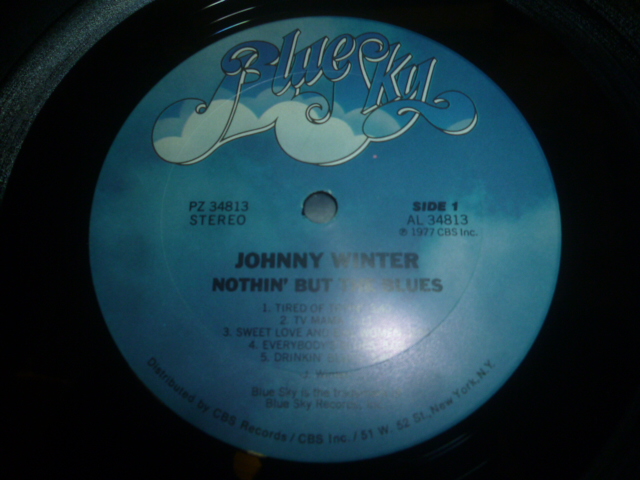 Blue Sky
PZ 34813
STEREO
SIDE 1
AL 34813
℗ 1977 CBS Inc.
JOHNNY WINTER
NOTHIN' BUT THE BLUES
1. TIRED OF
2. TV MAMA
3. SWEET LOVE AND
4. EVERYBODY'S
5. DRINKIN'
Blue Sky is the
Blue Sky Records,
Distributed by CBS Records / CBS Inc. / 51 W. 52 St., New York, N.Y.